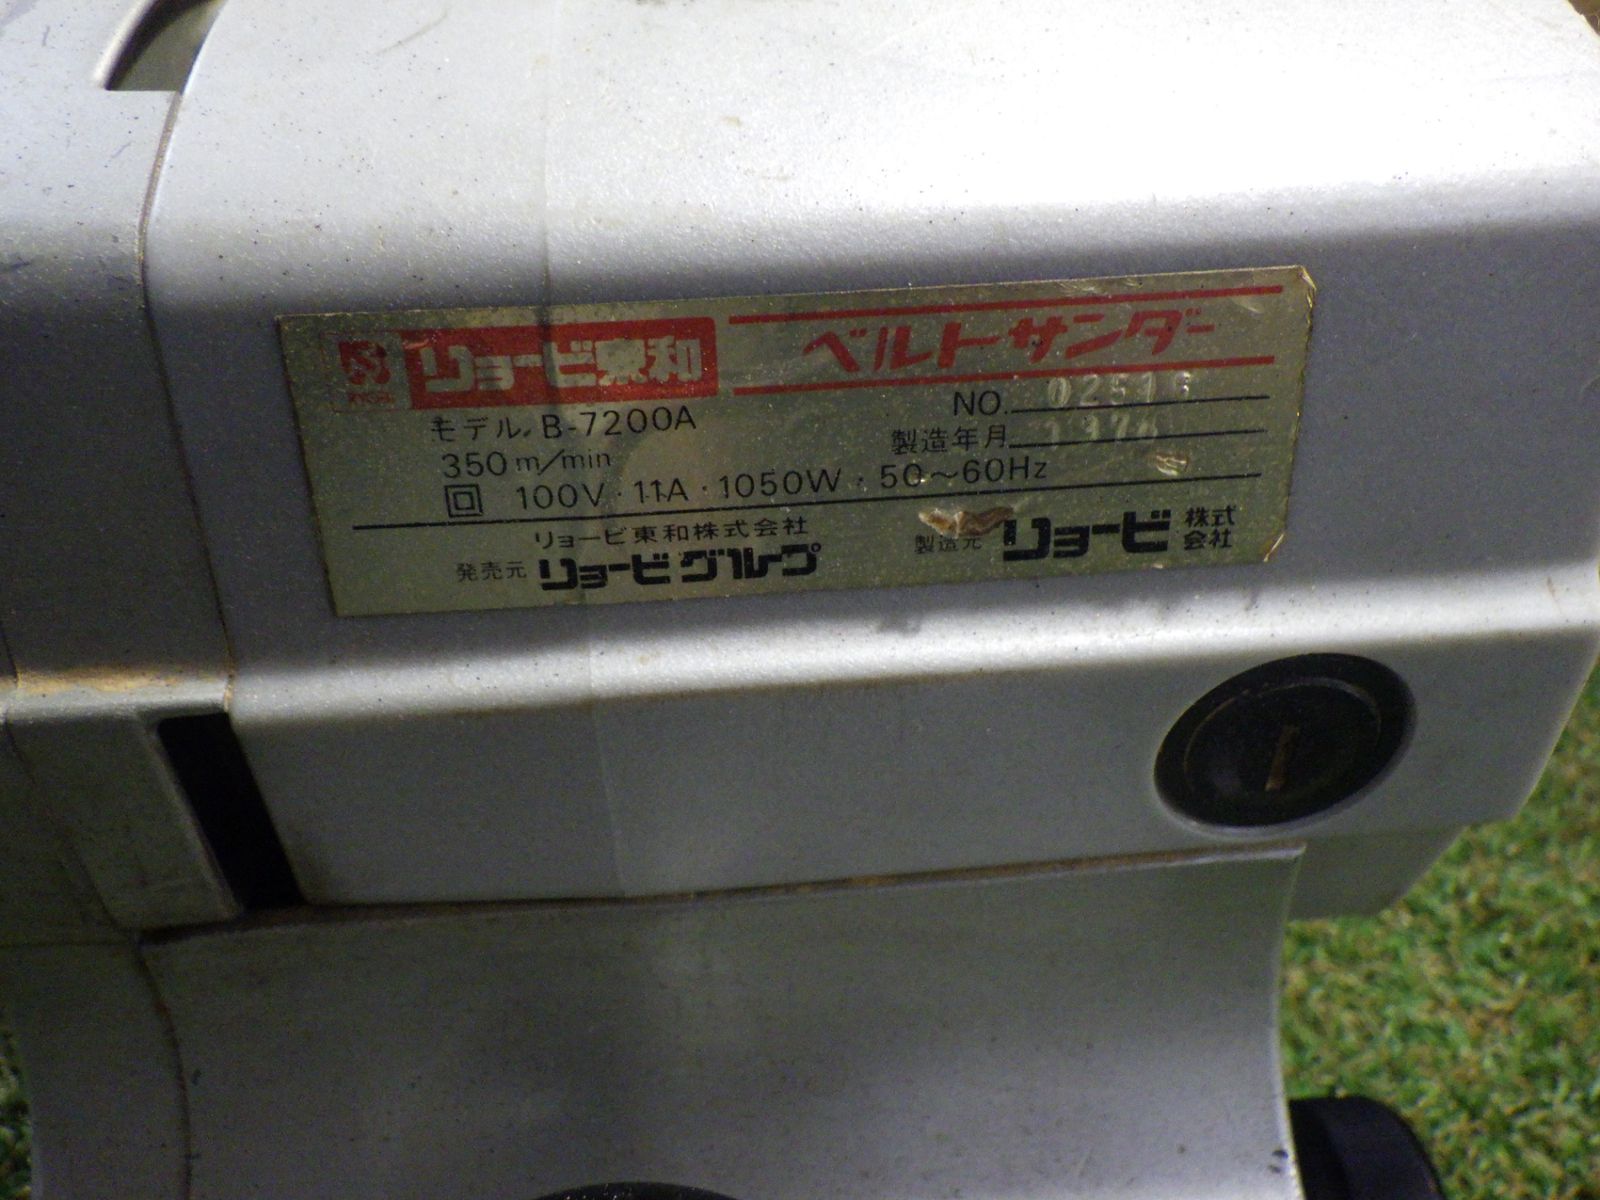 リョービ東和 ベルトサンダー
モデル B-7200A NO.
350m/min 製造年月
100V・11A・1050W・50〜60Hz
リョービ東和株式会社
発売元 リョービグループ 製造元 リョービ 株式会社